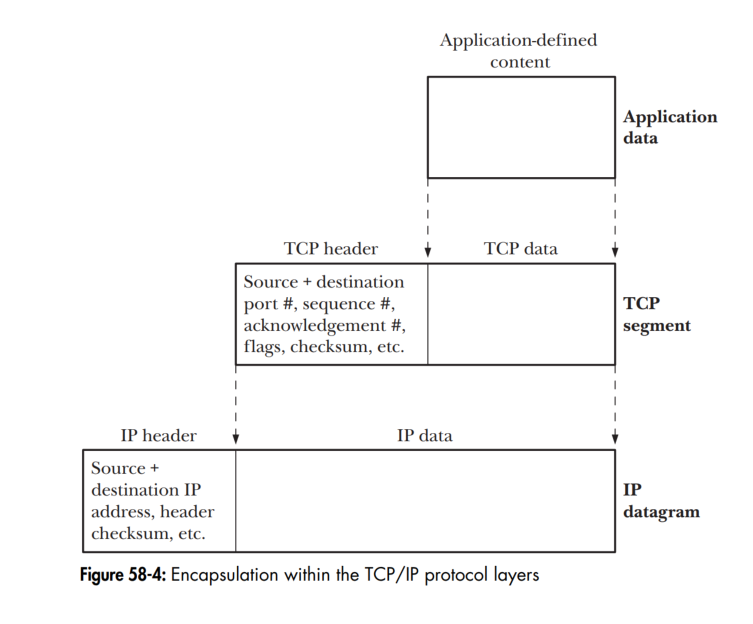 Application-defined
content
Application
data
TCP header
TCP data
Source + destination
port #, sequence #,
acknowledgement #,
flags, checksum, etc.
TCP
segment
IP header
IP data
Source +
destination IP
address, header
checksum, etc.
IP
datagram
Figure 58-4: Encapsulation within the TCP/IP protocol layers